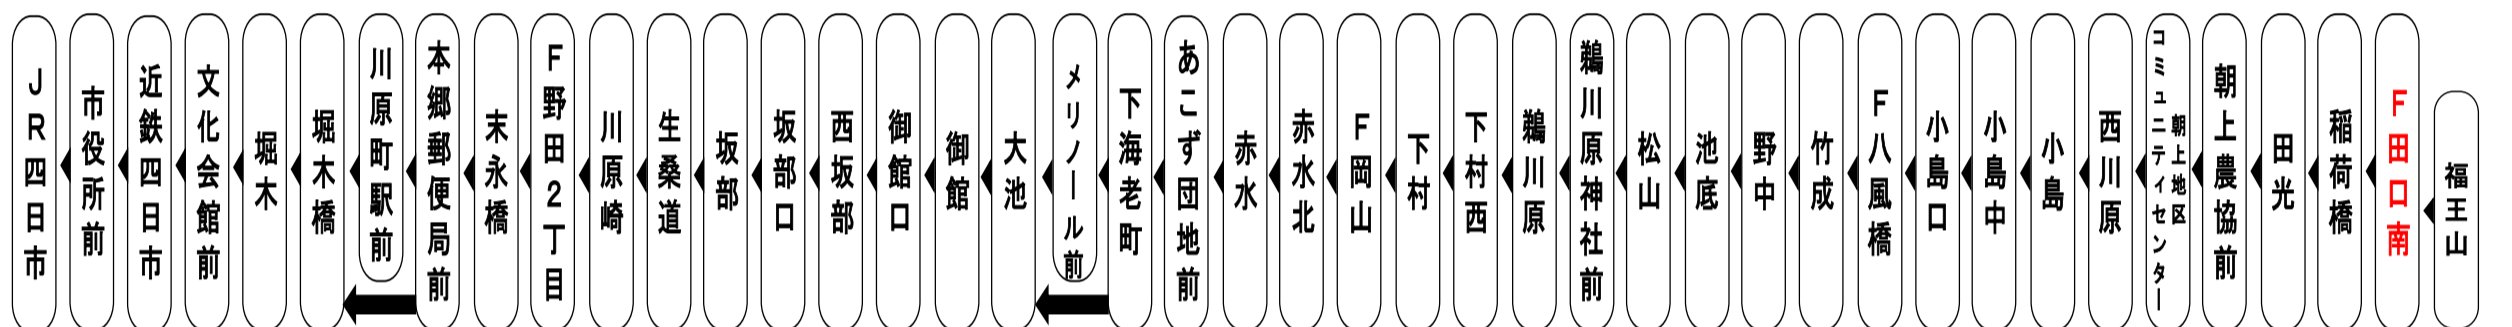 福王山
Ｆ田口南
稲荷橋
田光
朝上農協前
朝上地区
コミュニティセンター
西川原
小島
小島中
小島口
Ｆ八風橋
竹成
野中
池底
松山
鵜川原神社前
鵜川原
下村西
下村
Ｆ岡山
赤水北
赤水
あこず団地前
下海老町
メリノール前
大池
御館
御館口
西坂部
坂部口
坂部
生桑道
川原崎
Ｆ野田２丁目
末永橋
本郷郵便局前
川原町駅前
堀木橋
堀木
文化会館前
近鉄四日市
市役所前
ＪＲ四日市